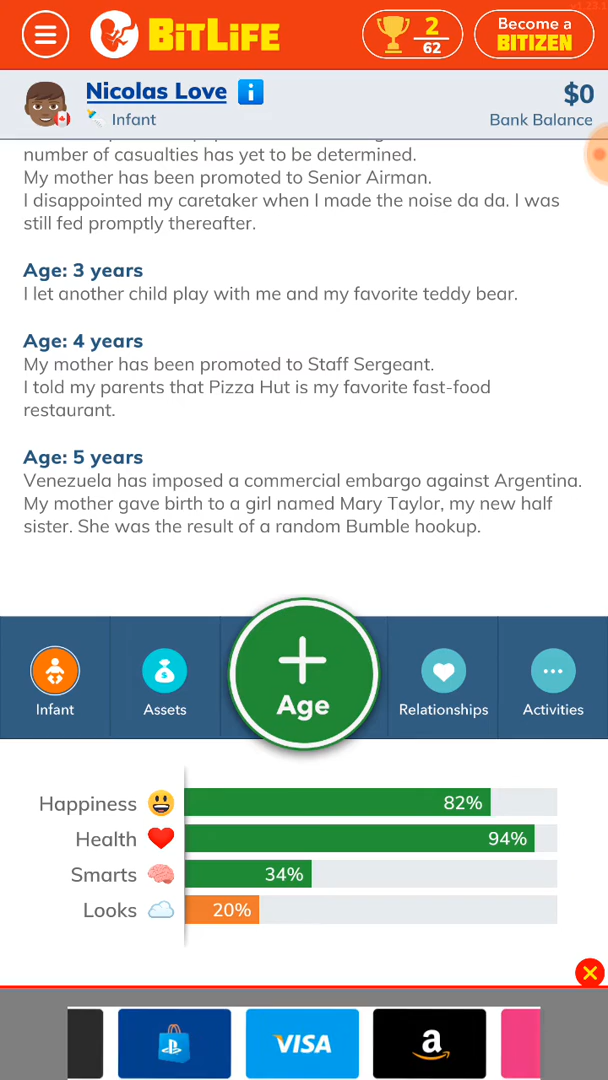 v1.23.1
BITLIFE
2
62
Become a
BITIZEN
Nicolas Love
Infant
$0
Bank Balance
number of casualties has yet to be determined.
My mother has been promoted to Senior Airman.
I disappointed my caretaker when I made the noise da da. I was
still fed promptly thereafter.
Age: 3 years
I let another child play with me and my favorite teddy bear.
Age: 4 years
My mother has been promoted to Staff Sergeant.
I told my parents that Pizza Hut is my favorite fast-food
restaurant.
Age: 5 years
Venezuela has imposed a commercial embargo against Argentina.
My mother gave birth to a girl named Mary Taylor, my new half
sister. She was the result of a random Bumble hookup.
Age
Infant
Assets
Relationships
Activities
Happiness 82%
Health 94%
Smarts 34%
Looks 20%
VISA
a